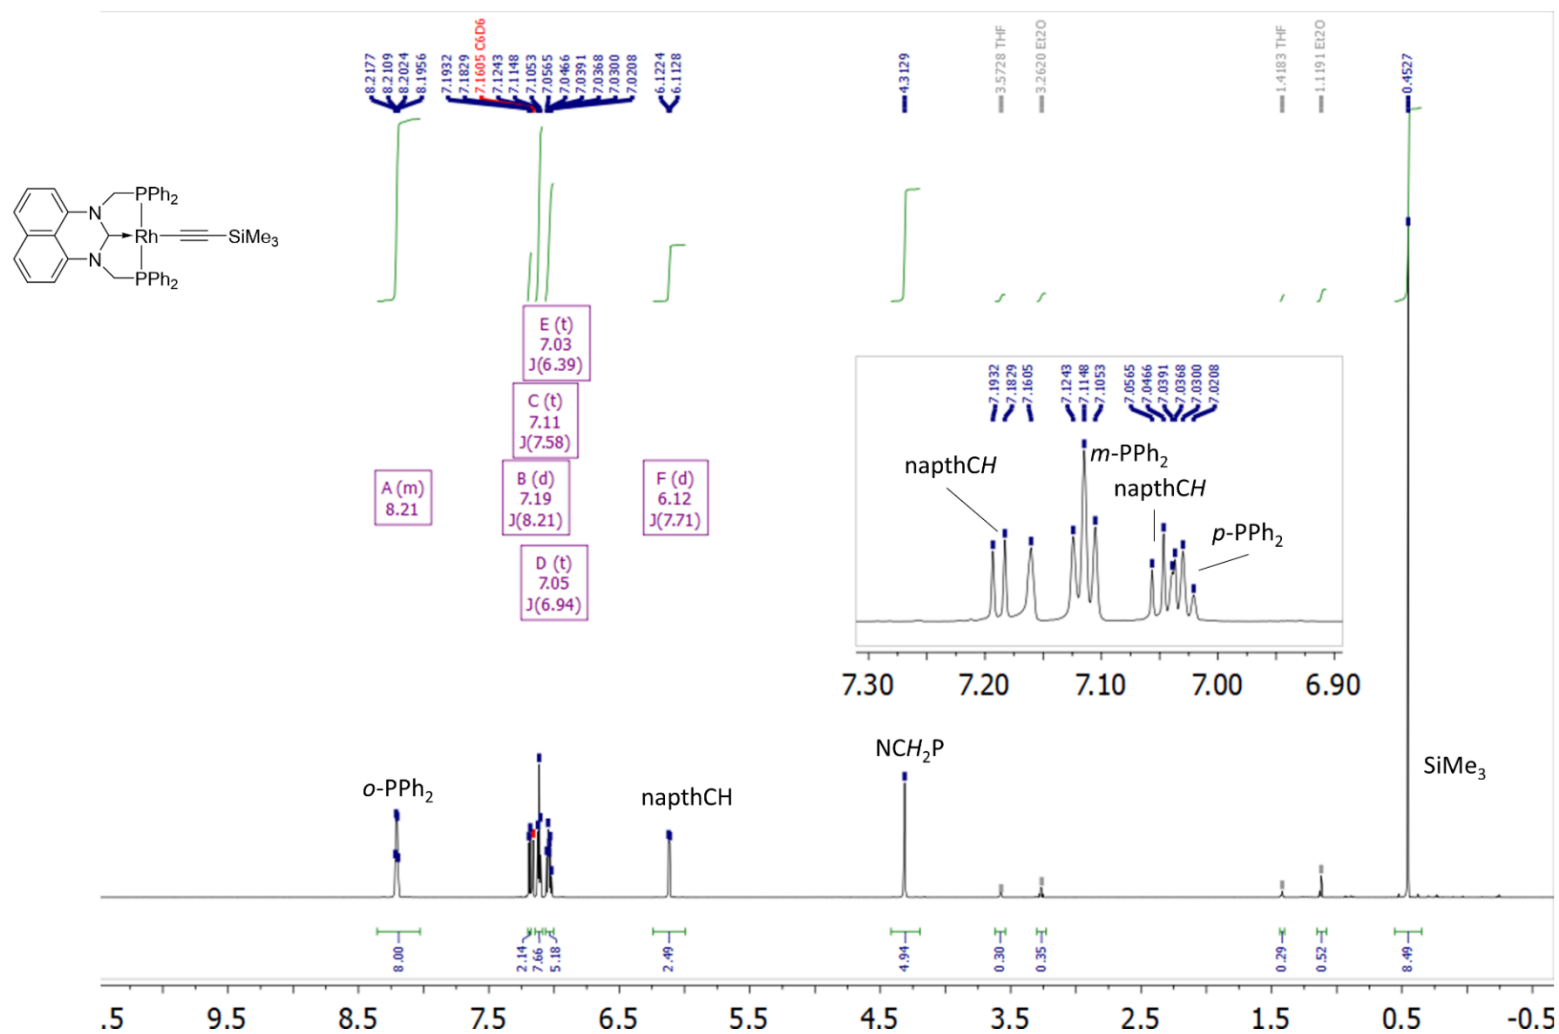 8.2177
8.2109
8.2024
8.1956
7.1932
7.1829
7.1605 C6D6
7.1243
7.1148
7.1053
7.0565
7.0466
7.0391
7.0368
7.0300
7.0208
6.1224
6.1128
4.3129
3.5728 THF
3.2620 Et2O
1.4183 THF
1.1191 Et2O
0.4527
PPh2
N
Rh
SiMe3
N
PPh2
E (t)
7.03
J(6.39)
C (t)
7.11
J(7.58)
A (m)
8.21
B (d)
7.19
J(8.21)
F (d)
6.12
J(7.71)
D (t)
7.05
J(6.94)
7.1932
7.1829
7.1605
7.1243
7.1148
7.1053
7.0565
7.0466
7.0391
7.0368
7.0300
7.0208
napthCH
m-PPh2
napthCH
p-PPh2
7.30 7.20 7.10 7.00 6.90
o-PPh2
napthCH
NCH2P
SiMe3
8.00
2.14
7.66
5.18
2.49
4.94
0.30
0.35
0.29
0.52
8.49
.5 9.5 8.5 7.5 6.5 5.5 4.5 3.5 2.5 1.5 0.5 -0.5